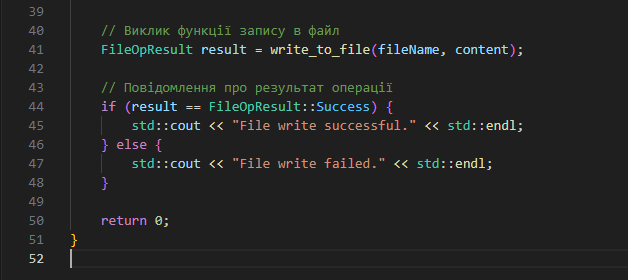 39
40 // Виклик функції запису в файл
41 FileOpResult result = write_to_file(fileName, content);
42
43 // Повідомлення про результат операції
44 if (result == FileOpResult::Success) {
45 std::cout << "File write successful." << std::endl;
46 } else {
47 std::cout << "File write failed." << std::endl;
48 }
49
50 return 0;
51 }
52